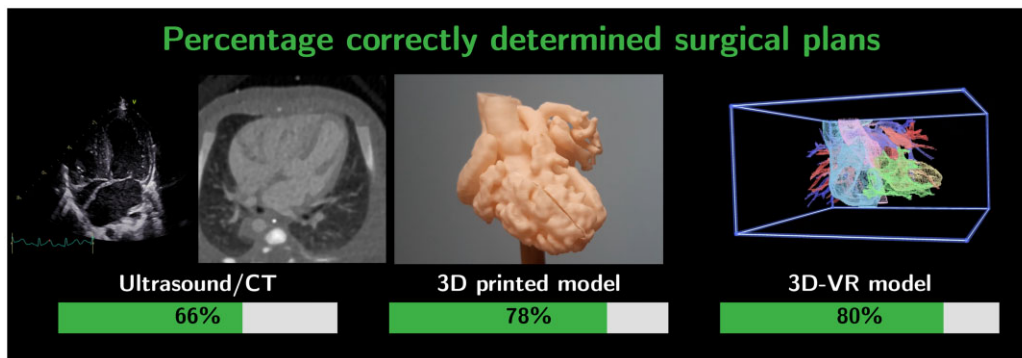 Percentage correctly determined surgical plans
Ultrasound/CT
3D printed model
3D-VR model
66%
78%
80%